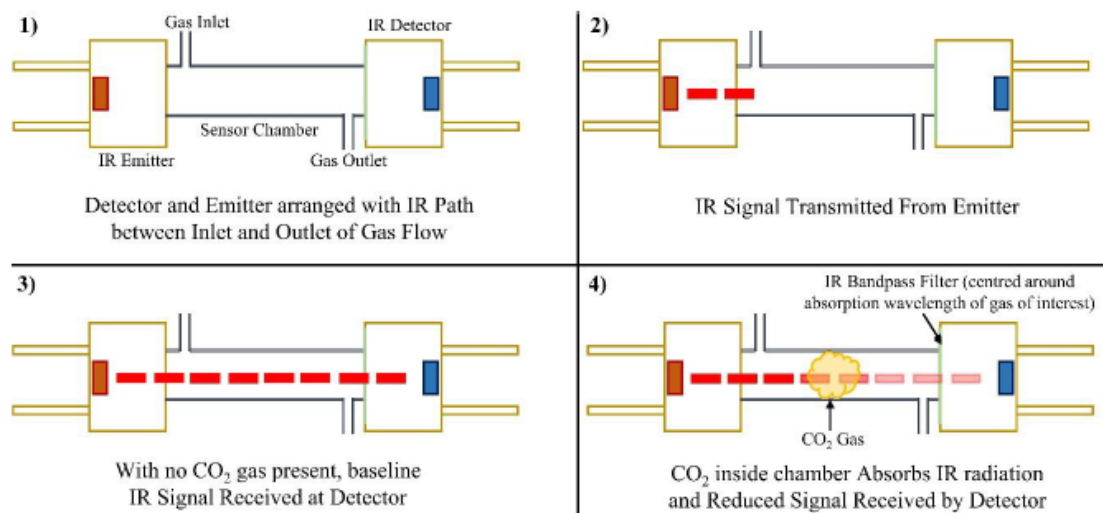 1)
Gas Inlet
IR Detector
Sensor Chamber
IR Emitter
Gas Outlet
Detector and Emitter arranged with IR Path
between Inlet and Outlet of Gas Flow
2)
IR Signal Transmitted From Emitter
3)
With no CO₂ gas present, baseline
IR Signal Received at Detector
4)
IR Bandpass Filter (centred around
absorption wavelength of gas of interest)
CO₂ Gas
CO₂ inside chamber Absorbs IR radiation
and Reduced Signal Received by Detector